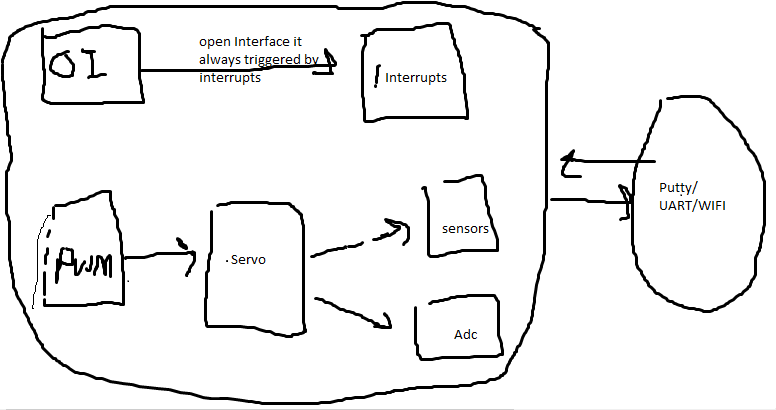 OI
open Interface it
always triggered by
interrupts
Interrupts
Putty/
UART/WIFI
sensors
PWM
Servo
Adc